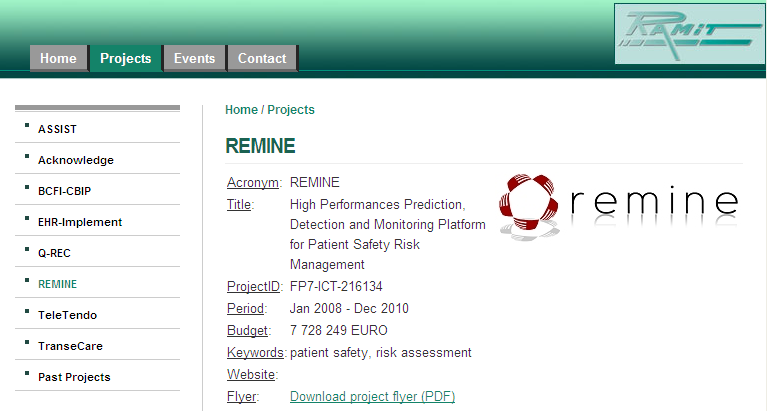 RAMIT
Home Projects Events Contact
Home / Projects
ASSIST
Acknowledge
BCFI-CBIP
EHR-Implement
Q-REC
REMINE
TeleTendo
TranseCare
Past Projects
REMINE
remine
Acronym: REMINE
Title: High Performances Prediction,
Detection and Monitoring Platform
for Patient Safety Risk
Management
ProjectID: FP7-ICT-216134
Period: Jan 2008 - Dec 2010
Budget: 7 728 249 EURO
Keywords: patient safety, risk assessment
Website:
Flyer: Download project flyer (PDF)